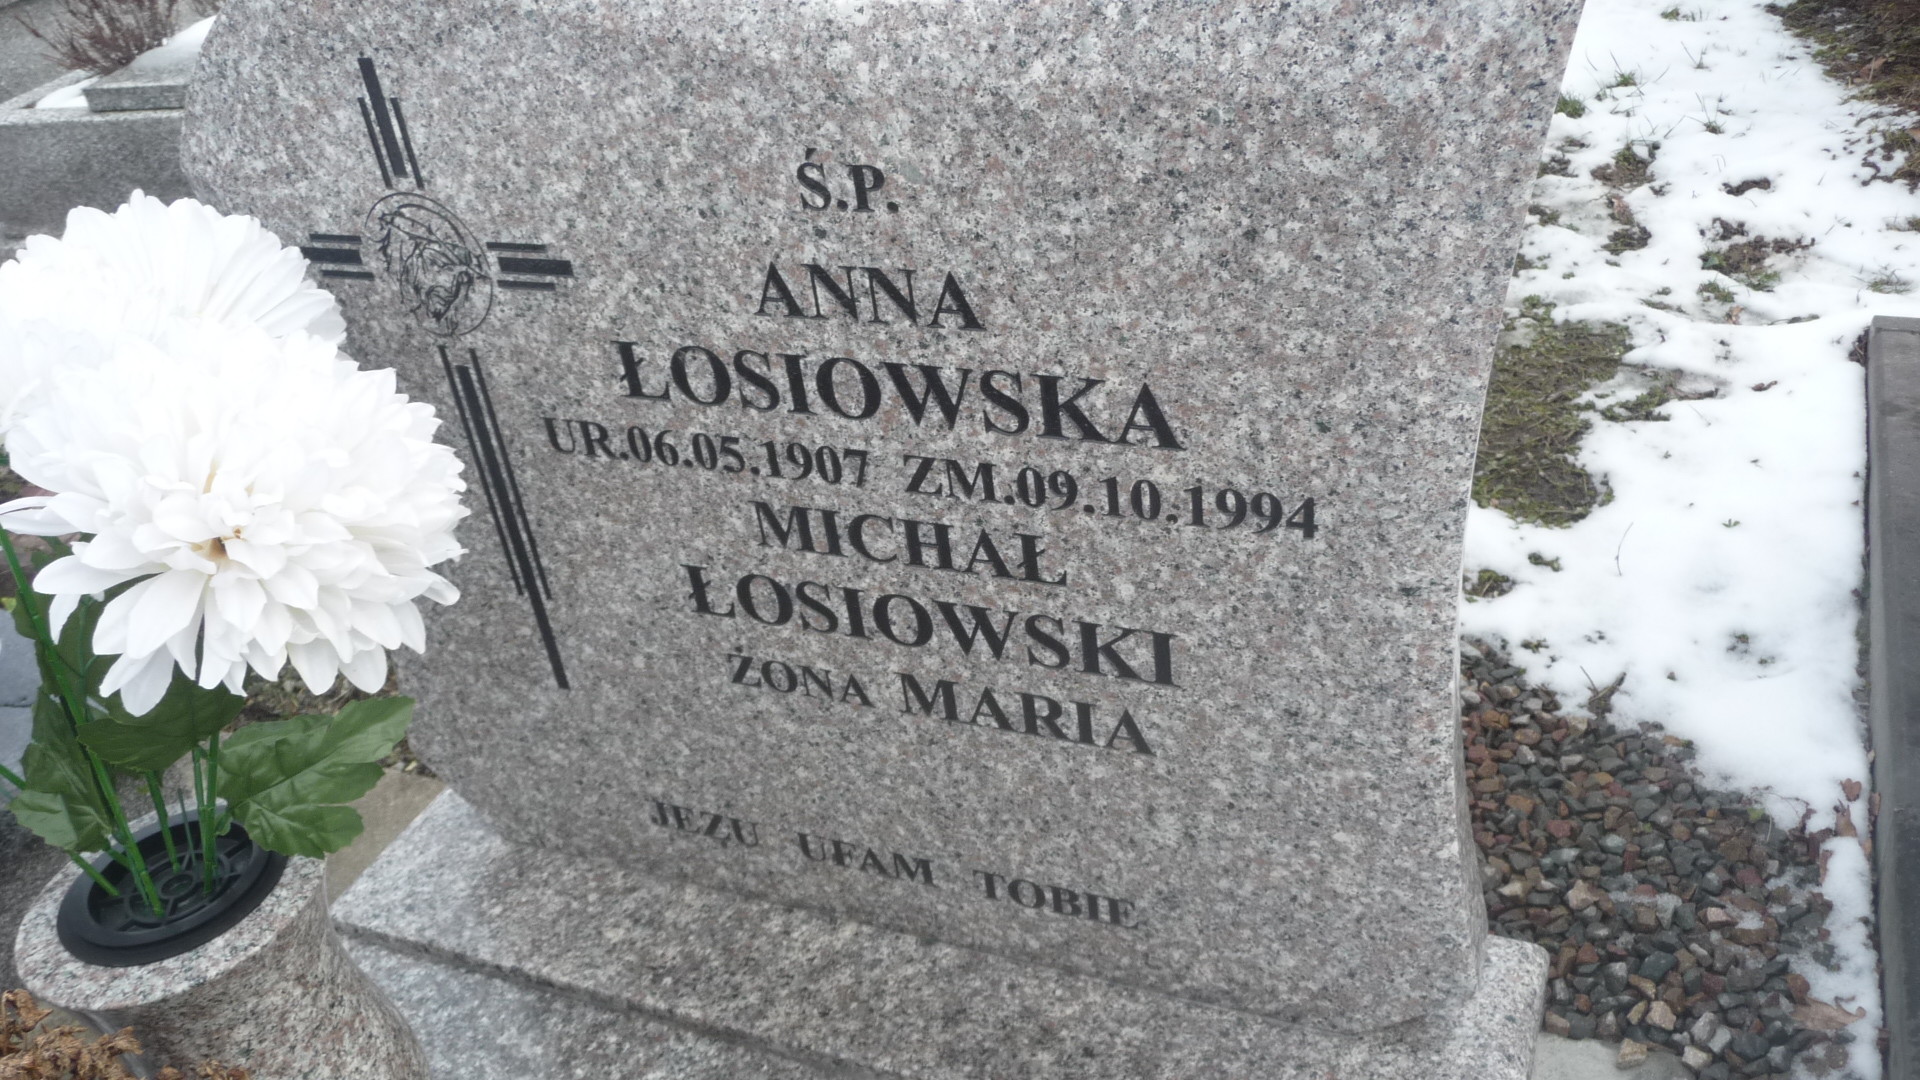 Ś.P.
ANNA
ŁOSIOWSKA
UR.06.05.1907 ZM.09.10.1994
MICHAŁ
ŁOSIOWSKI
ŻONA MARIA
JEZU UFAM TOBIE